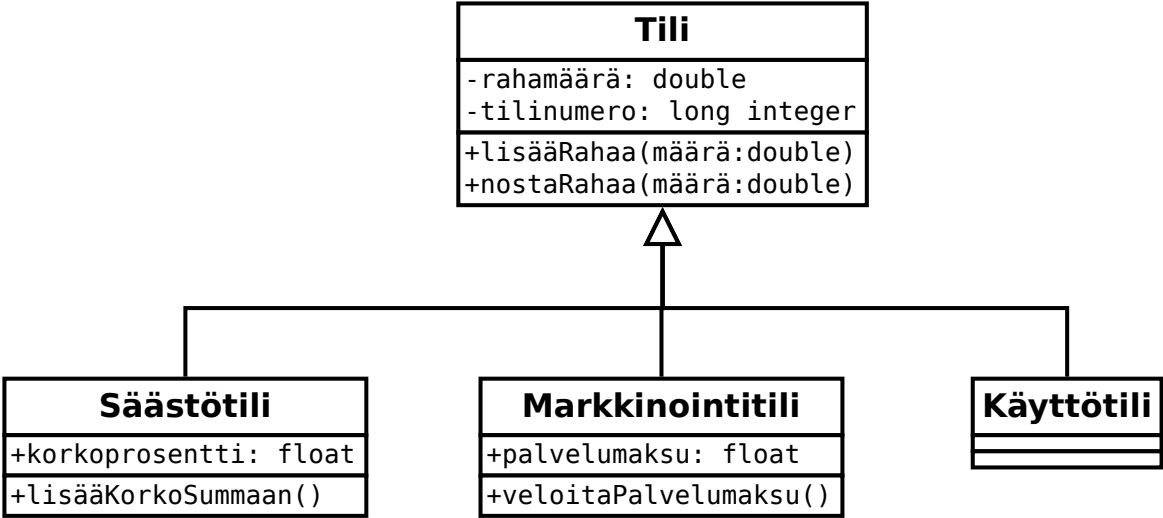 Tili
-rahamäärä: double
-tilinumero: long integer
+lisääRahaa(määrä:double)
+nostaRahaa(määrä:double)
Säästötili
+korkoprosentti: float
+lisääKorkoSummaan()
Markkinointitili
+palvelumaksu: float
+veloitaPalvelumaksu()
Käyttötili